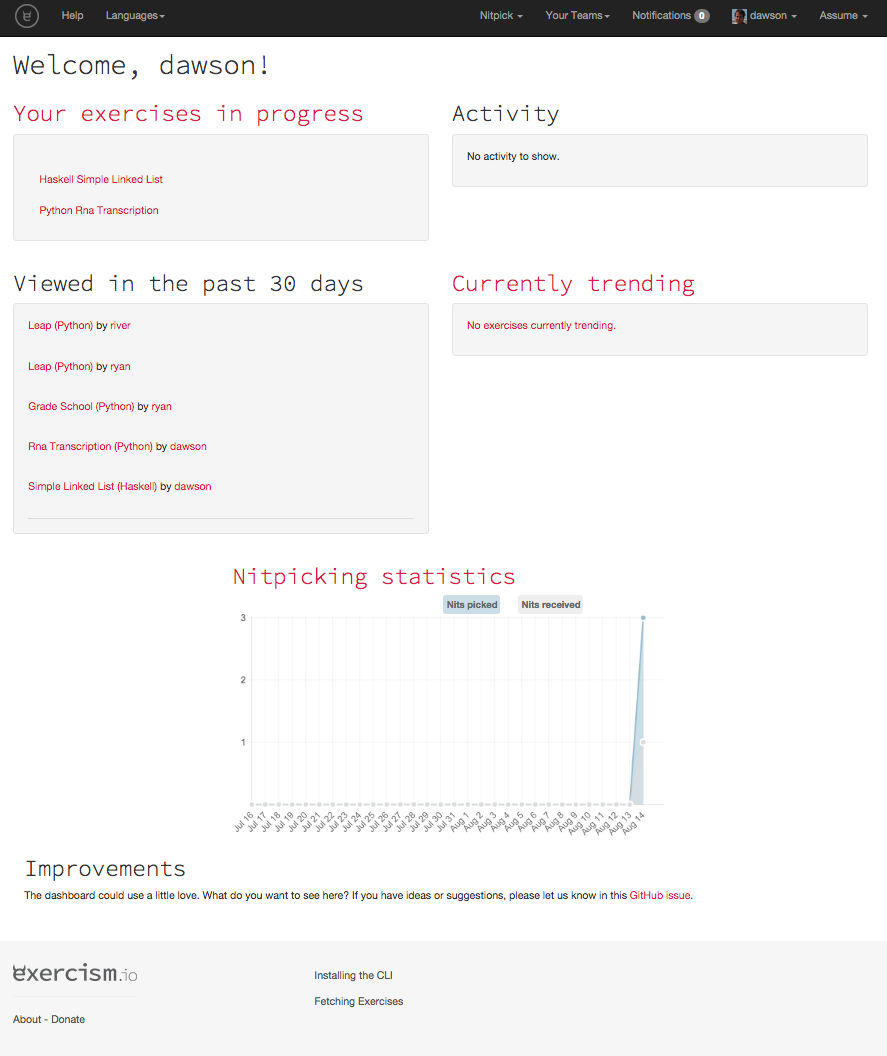 Help Languages Nitpick Your Teams Notifications 0 dawson Assume
Welcome, dawson!
Your exercises in progress
Haskell Simple Linked List
Python Rna Transcription
Activity
No activity to show.
Viewed in the past 30 days
Leap (Python) by river
Leap (Python) by ryan
Grade School (Python) by ryan
Rna Transcription (Python) by dawson
Simple Linked List (Haskell) by dawson
Currently trending
No exercises currently trending.
Nitpicking statistics
Nits picked Nits received
3
2
1
Jul 16 Jul 17 Jul 18 Jul 19 Jul 20 Jul 21 Jul 22 Jul 23 Jul 24 Jul 25 Jul 26 Jul 27 Jul 28 Jul 29 Jul 30 Jul 31 Aug 1 Aug 2 Aug 3 Aug 4 Aug 5 Aug 6 Aug 7 Aug 8 Aug 9 Aug 10 Aug 11 Aug 12 Aug 13 Aug 14
Improvements
The dashboard could use a little love. What do you want to see here? If you have ideas or suggestions, please let us know in this GitHub issue.
exercism.io
About - Donate
Installing the CLI
Fetching Exercises